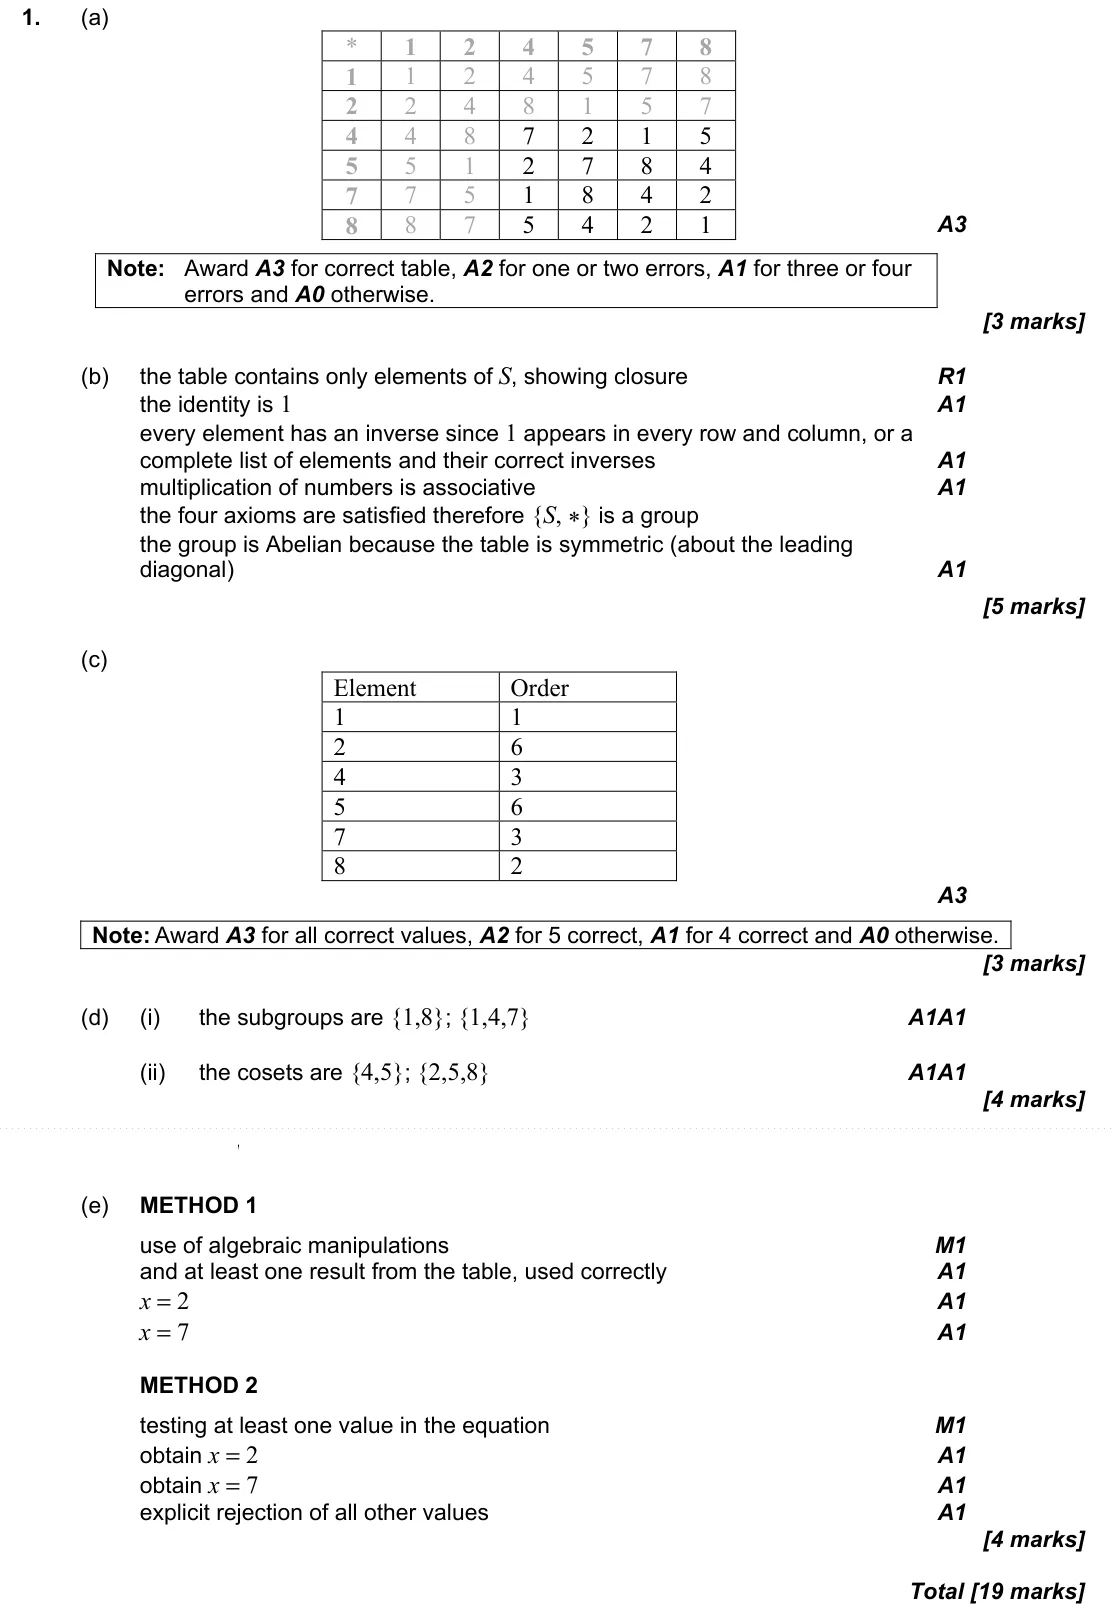 1. (a)
* 1 2 4 5 7 8
1 1 2 4 5 7 8
2 2 4 8 1 5 7
4 4 8 7 2 1 5
5 5 1 2 7 8 4
7 7 5 1 8 4 2
8 8 7 5 4 2 1
A3
Note: Award A3 for correct table, A2 for one or two errors, A1 for three or four
errors and A0 otherwise.
[3 marks]
(b) the table contains only elements of S, showing closure R1
the identity is 1 A1
every element has an inverse since 1 appears in every row and column, or a
complete list of elements and their correct inverses A1
multiplication of numbers is associative A1
the four axioms are satisfied therefore {S, *} is a group
the group is Abelian because the table is symmetric (about the leading
diagonal) A1
[5 marks]
(c)
Element Order
1 1
2 6
4 3
5 6
7 3
8 2
A3
Note: Award A3 for all correct values, A2 for 5 correct, A1 for 4 correct and A0 otherwise.
[3 marks]
(d) (i) the subgroups are {1,8}; {1,4,7} A1A1
(ii) the cosets are {4,5}; {2,5,8} A1A1
[4 marks]
(e) METHOD 1
use of algebraic manipulations M1
and at least one result from the table, used correctly A1
x = 2 A1
x = 7 A1
METHOD 2
testing at least one value in the equation M1
obtain x = 2 A1
obtain x = 7 A1
explicit rejection of all other values A1
[4 marks]
Total [19 marks]